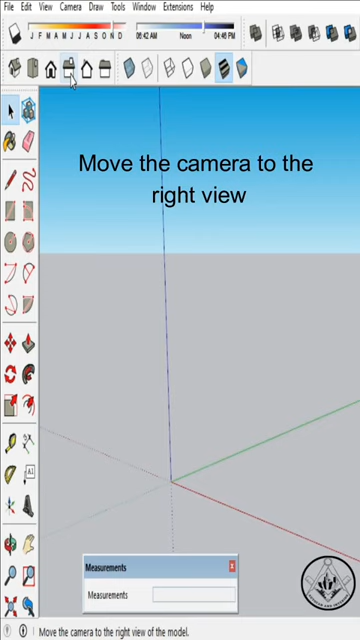 File Edit View Camera Draw Tools Window Extensions Help
J F M A M J J A S O N D 06:42 AM Noon 04:46 PM
Move the camera to the
right view
A1
Measurements
Measurements
Move the camera to the right view of the model.